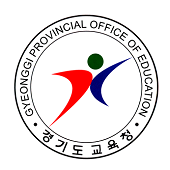 GYEONGGI PROVINCIAL OFFICE OF EDUCATION
• 경기도교육청 •